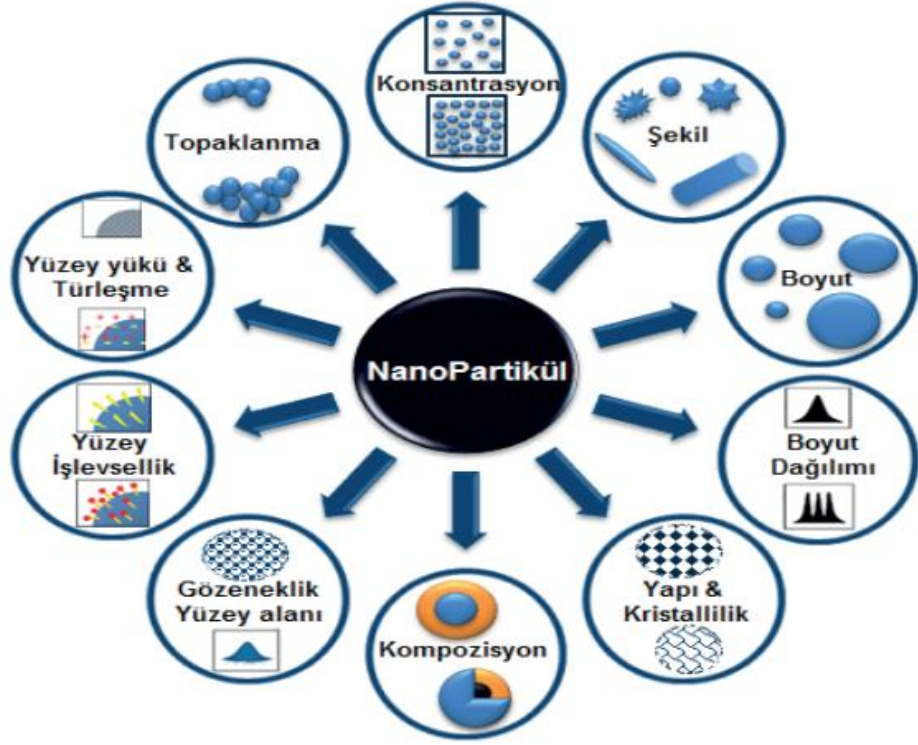 Konsantrasyon
Şekil
Boyut
Boyut
Dağılımı
Yapı &
Kristallilik
Kompozisyon
Gözeneklik
Yüzey alanı
Yüzey
İşlevsellik
Yüzey yükü &
Türleşme
Topaklanma
NanoPartikül